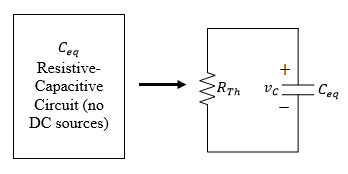 C_eq
Resistive-
Capacitive
Circuit (no
DC sources)
R_Th
+
v_C
−
C_eq